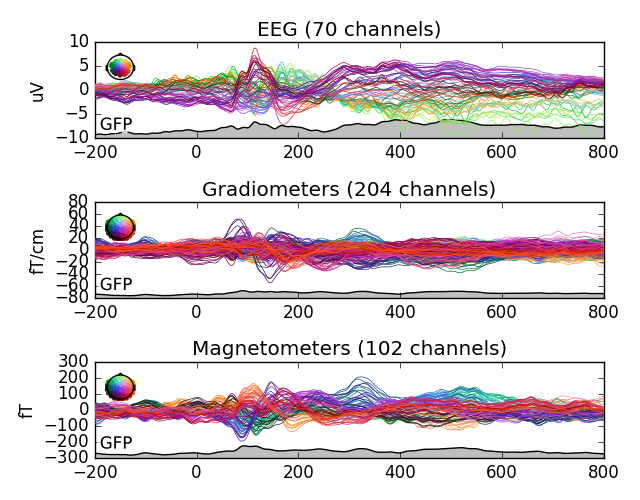 EEG (70 channels)
10
5
0
−5
−10
uV
GFP
−200 0 200 400 600 800
Gradiometers (204 channels)
80
60
40
20
0
−20
−40
−60
−80
fT/cm
GFP
−200 0 200 400 600 800
Magnetometers (102 channels)
300
200
100
0
−100
−200
−300
fT
GFP
−200 0 200 400 600 800